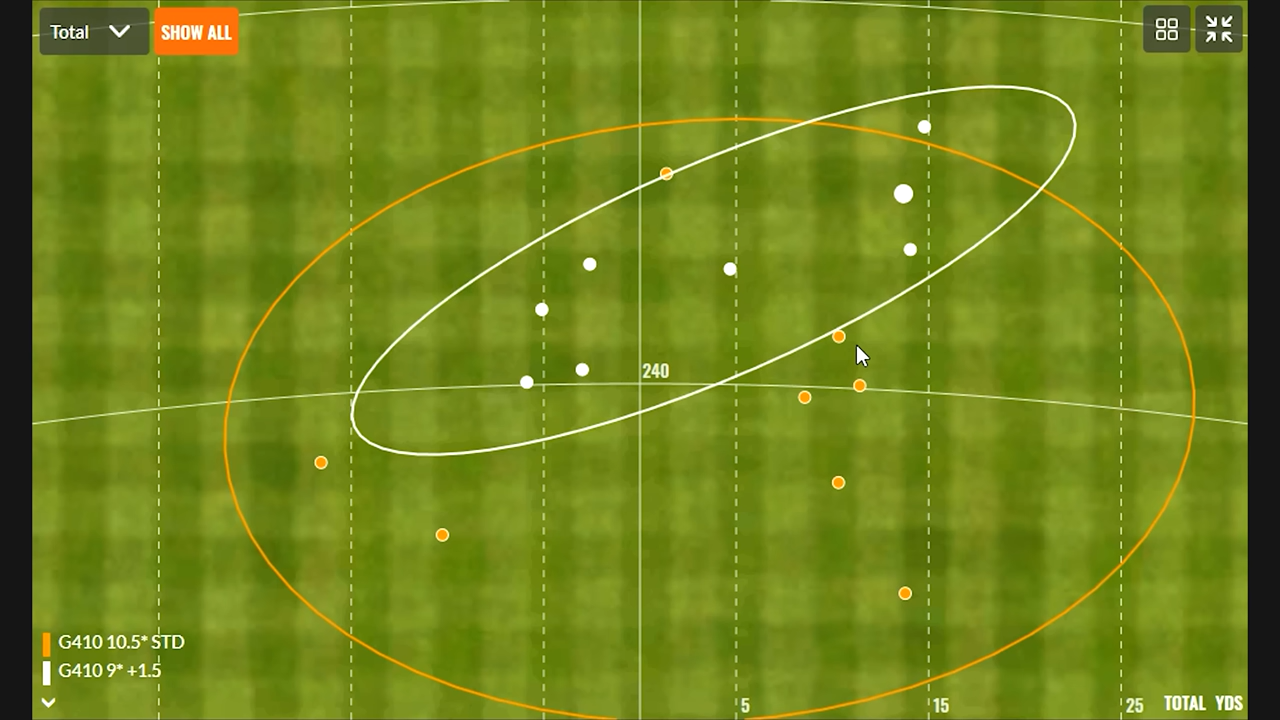 Total
SHOW ALL
240
G410 10.5* STD
G410 9* +1.5
5
15
25
TOTAL YDS